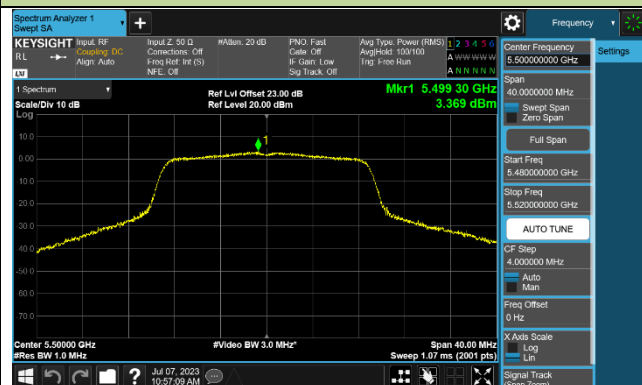 Spectrum Analyzer 1
Swept SA
+
Frequency
KEYSIGHT
RL
LXI
Input: RF
Coupling: DC
Align: Auto
Input Z: 50 Ω
Corrections: Off
Freq Ref: Int (S)
NFE: Off
#Atten: 20 dB
PNO: Fast
Gate: Off
IF Gain: Low
Sig Track: Off
Avg Type: Power (RMS)
Avg|Hold: 100/100
Trig: Free Run
1 2 3 4 5 6
A W W W W W
A N N N N N
1 Spectrum
Scale/Div 10 dB
Log
Ref Lvl Offset 23.00 dB
Ref Level 20.00 dBm
Mkr1 5.499 30 GHz
3.369 dBm
1
10.0
0.00
-10.0
-20.0
-30.0
-40.0
-50.0
-60.0
-70.0
Center 5.50000 GHz
#Res BW 1.0 MHz
#Video BW 3.0 MHz*
Span 40.00 MHz
Sweep 1.07 ms (2001 pts)
Center Frequency
5.500000000 GHz
Settings
Span
40.0000000 MHz
Swept Span
Zero Span
Full Span
Start Freq
5.480000000 GHz
Stop Freq
5.520000000 GHz
AUTO TUNE
CF Step
4.000000 MHz
Auto
Man
Freq Offset
0 Hz
X Axis Scale
Log
Lin
Signal Track
(Span Zoom)
?
Jul 07, 2023
10:57:09 AM